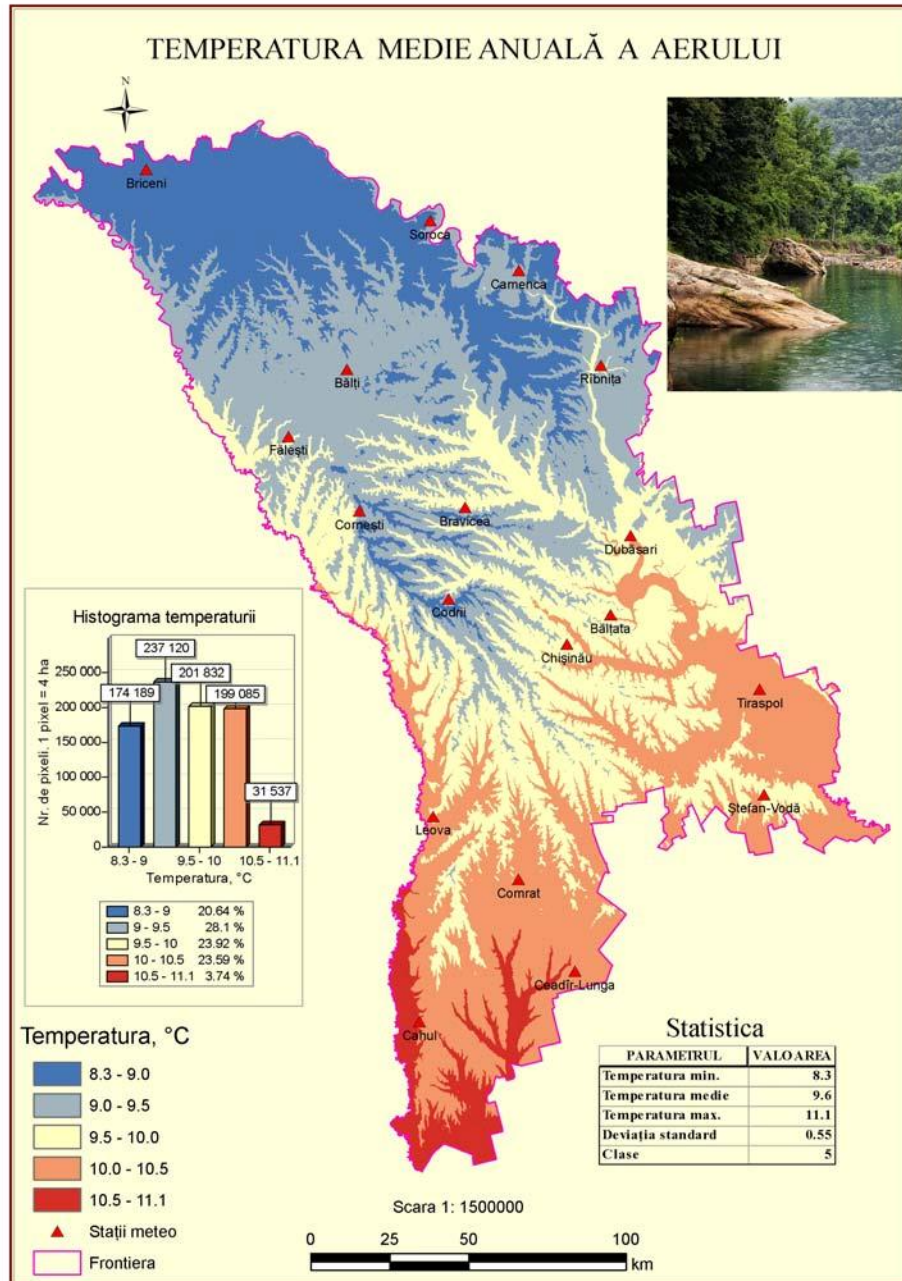 TEMPERATURA MEDIE ANUALĂ A AERULUI
N
Briceni
Soroca
Camenca
Bălți
Rîbnița
Fălești
Cornești
Bravicea
Dubăsari
Codrii
Bălțata
Chișinău
Tiraspol
Ștefan-Vodă
Leova
Comrat
Ceadîr-Lunga
Cahul
Histograma temperaturii
Nr. de pixeli. 1 pixel = 4 ha
250 000
200 000
150 000
100 000
50 000
0
174 189
237 120
201 832
199 085
31 537
8.3 - 9
9.5 - 10
10.5 - 11.1
Temperatura, °C
8.3 - 9 20.64 %
9 - 9.5 28.1 %
9.5 - 10 23.92 %
10 - 10.5 23.59 %
10.5 - 11.1 3.74 %
Temperatura, °C
8.3 - 9.0
9.0 - 9.5
9.5 - 10.0
10.0 - 10.5
10.5 - 11.1
Stații meteo
Frontiera
Statistica
PARAMETRUL VALOAREA
Temperatura min. 8.3
Temperatura medie 9.6
Temperatura max. 11.1
Deviația standard 0.55
Clase 5
Scara 1: 1500000
0 25 50 100
km